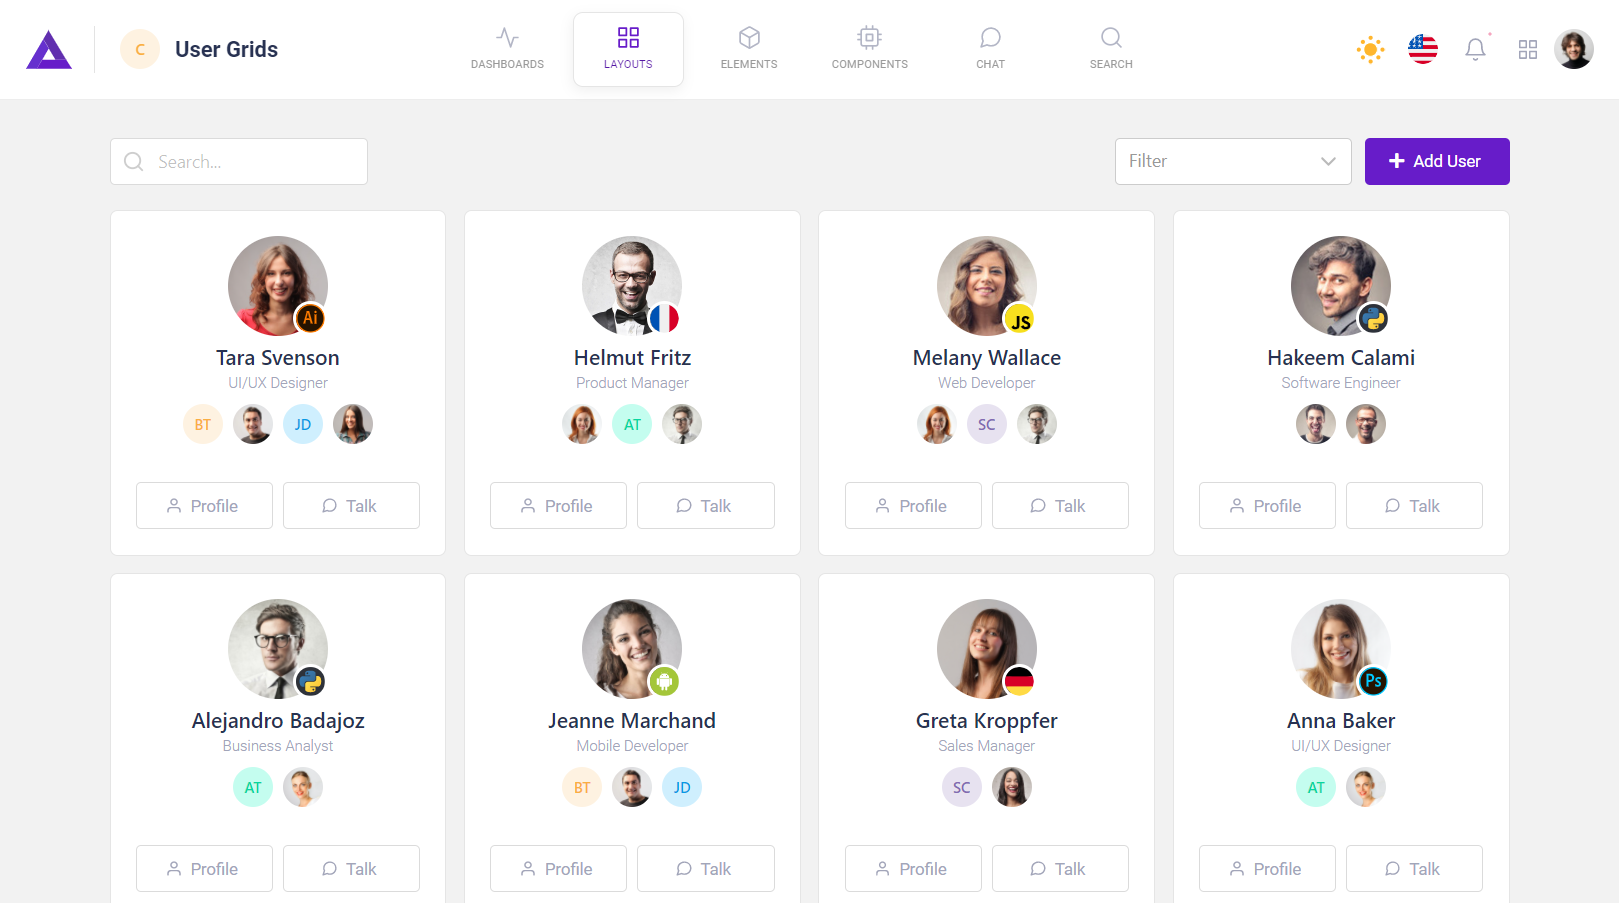 C
User Grids
DASHBOARDS
LAYOUTS
ELEMENTS
COMPONENTS
CHAT
SEARCH
Search...
Filter
Add User
Ai
Tara Svenson
UI/UX Designer
BT
JD
Profile
Talk
Helmut Fritz
Product Manager
AT
Profile
Talk
JS
Melany Wallace
Web Developer
SC
Profile
Talk
Hakeem Calami
Software Engineer
Profile
Talk
Alejandro Badajoz
Business Analyst
AT
Profile
Talk
Jeanne Marchand
Mobile Developer
BT
JD
Profile
Talk
Greta Kroppfer
Sales Manager
SC
Profile
Talk
Ps
Anna Baker
UI/UX Designer
AT
Profile
Talk